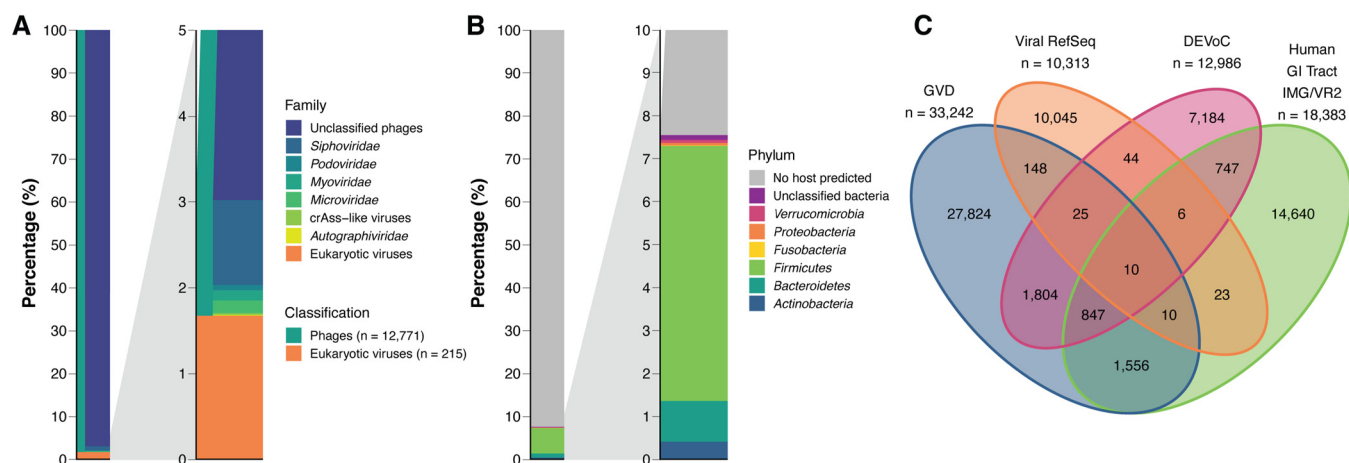 A
Percentage (%)
100
90
80
70
60
50
40
30
20
10
0
5
4
3
2
1
0
Family
Unclassified phages
Siphoviridae
Podoviridae
Myoviridae
Microviridae
crAss-like viruses
Autographiviridae
Eukaryotic viruses
Classification
Phages (n = 12,771)
Eukaryotic viruses (n = 215)
B
Percentage (%)
100
90
80
70
60
50
40
30
20
10
0
10
9
8
7
6
5
4
3
2
1
0
Phylum
No host predicted
Unclassified bacteria
Verrucomicrobia
Proteobacteria
Fusobacteria
Firmicutes
Bacteroidetes
Actinobacteria
C
GVD
n = 33,242
Viral RefSeq
n = 10,313
DEVoC
n = 12,986
Human
GI Tract
IMG/VR2
n = 18,383
10,045
7,184
148
44
747
27,824
25
6
14,640
10
1,804
23
847
10
1,556